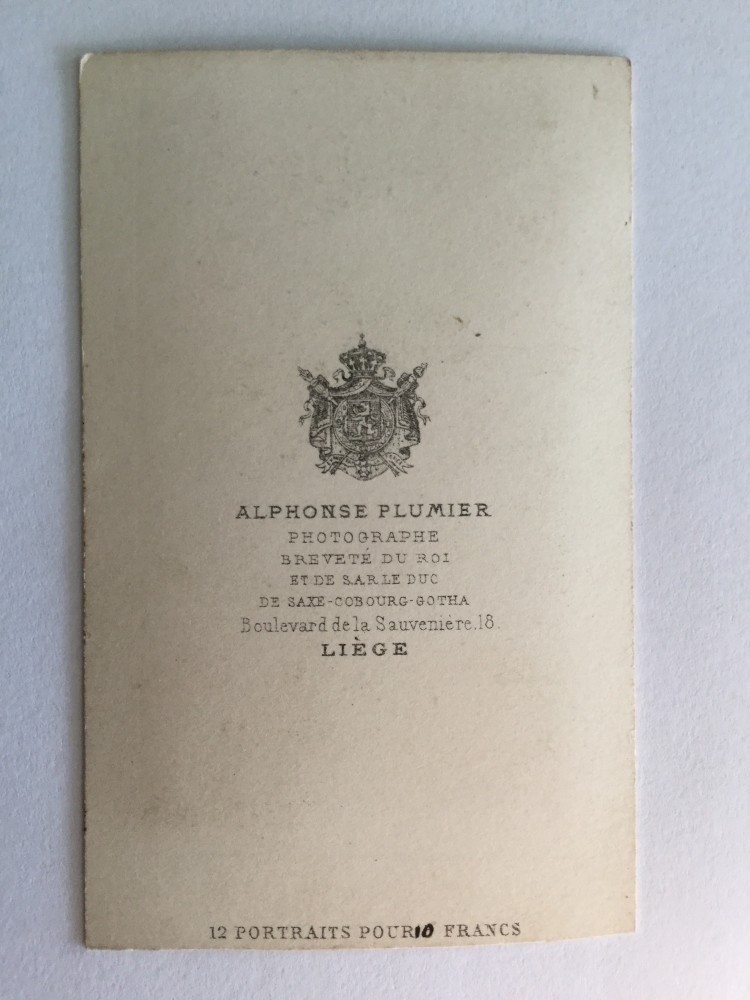 ALPHONSE PLUMIER
PHOTOGRAPHE
BREVETÉ DU ROI
ET DE S.A.R. LE DUC
DE SAXE-COBOURG-GOTHA
Boulevard de la Sauvenière.18.
LIÈGE
12 PORTRAITS POUR 10 FRANCS